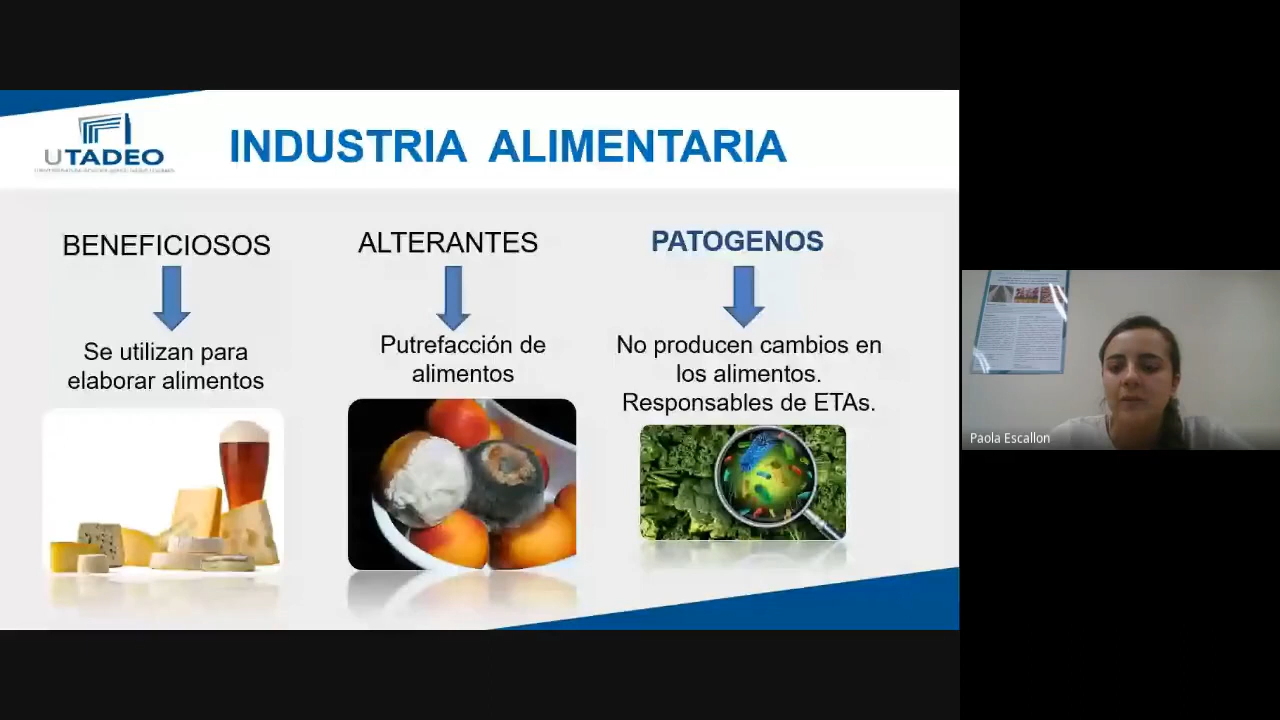 UTADEO
INDUSTRIA ALIMENTARIA
BENEFICIOSOS
Se utilizan para
elaborar alimentos
ALTERANTES
Putrefacción de
alimentos
PATOGENOS
No producen cambios en
los alimentos.
Responsables de ETAs.
Paola Escallon